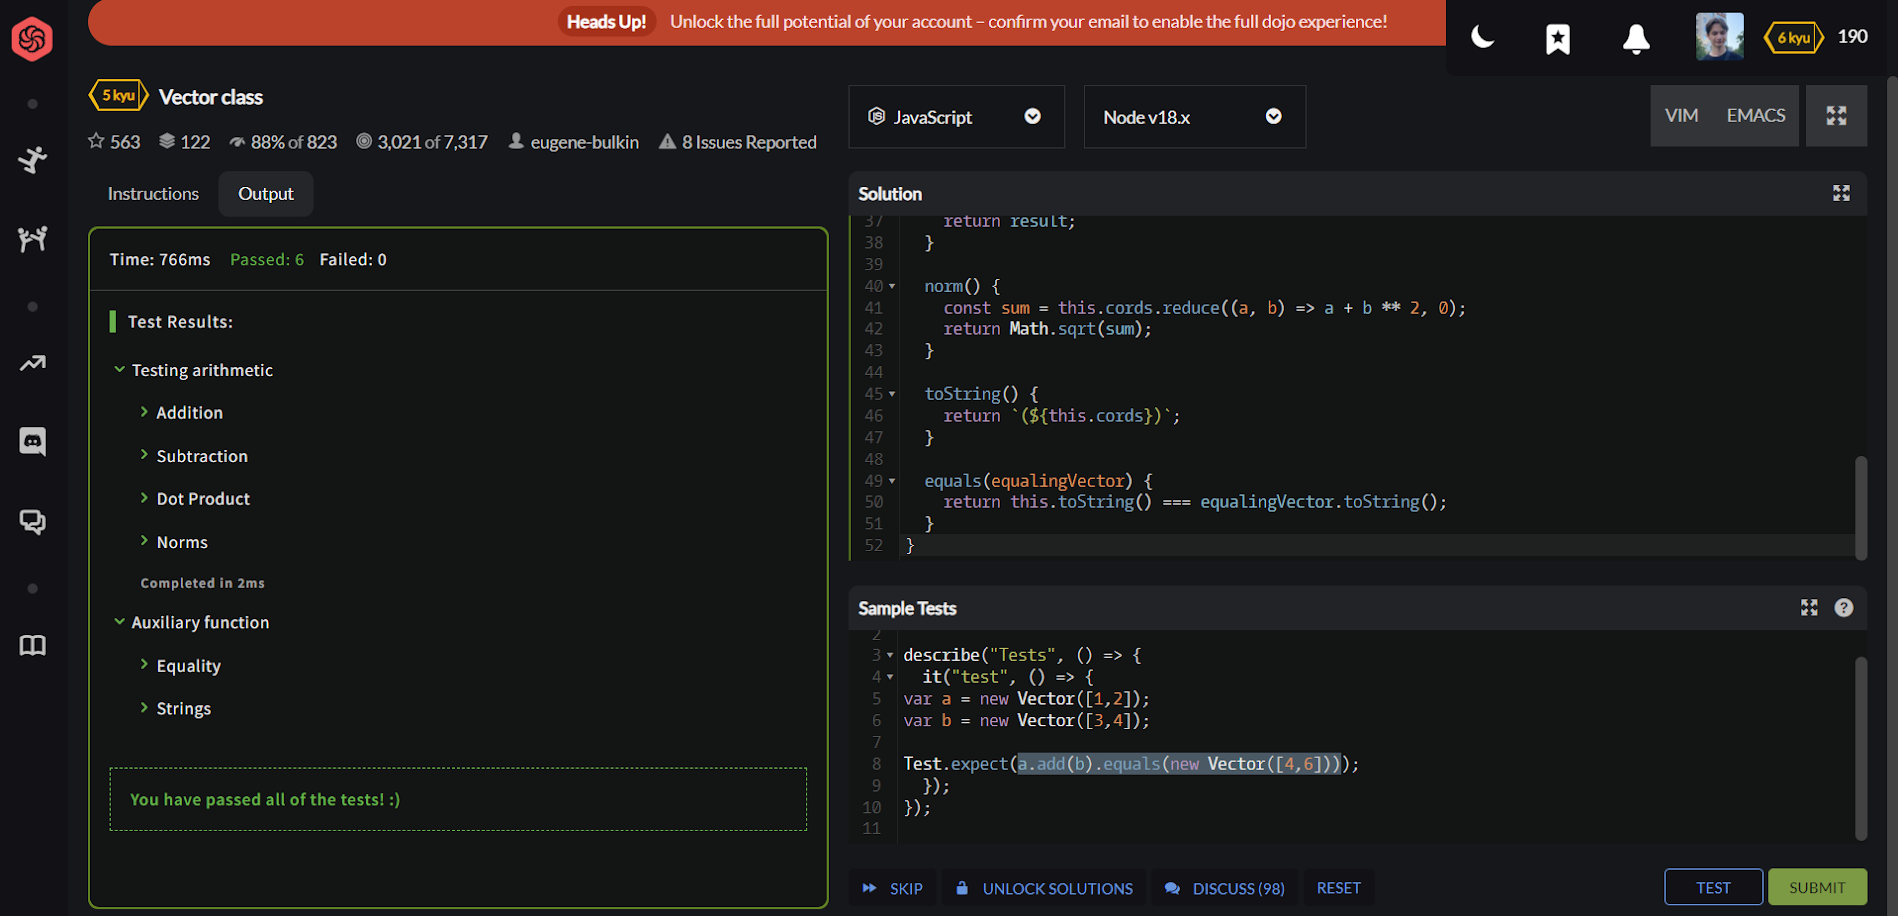 Heads Up! Unlock the full potential of your account – confirm your email to enable the full dojo experience!
6 kyu 190
5 kyu Vector class
563 122 88% of 823 3,021 of 7,317 eugene-bulkin 8 Issues Reported
JavaScript
Node v18.x
VIM EMACS
Instructions Output
Time: 766ms Passed: 6 Failed: 0
Test Results:
Testing arithmetic
Addition
Subtraction
Dot Product
Norms
Completed in 2ms
Auxiliary function
Equality
Strings
You have passed all of the tests! :)
Solution
37 return result;
38 }
39
40 norm() {
41 const sum = this.cords.reduce((a, b) => a + b ** 2, 0);
42 return Math.sqrt(sum);
43 }
44
45 toString() {
46 return `(${this.cords})`;
47 }
48
49 equals(equalingVector) {
50 return this.toString() === equalingVector.toString();
51 }
52 }
Sample Tests
2
3 describe("Tests", () => {
4 it("test", () => {
5 var a = new Vector([1,2]);
6 var b = new Vector([3,4]);
7
8 Test.expect(a.add(b).equals(new Vector([4,6])));
9 });
10 });
11
SKIP UNLOCK SOLUTIONS DISCUSS (98) RESET
TEST SUBMIT